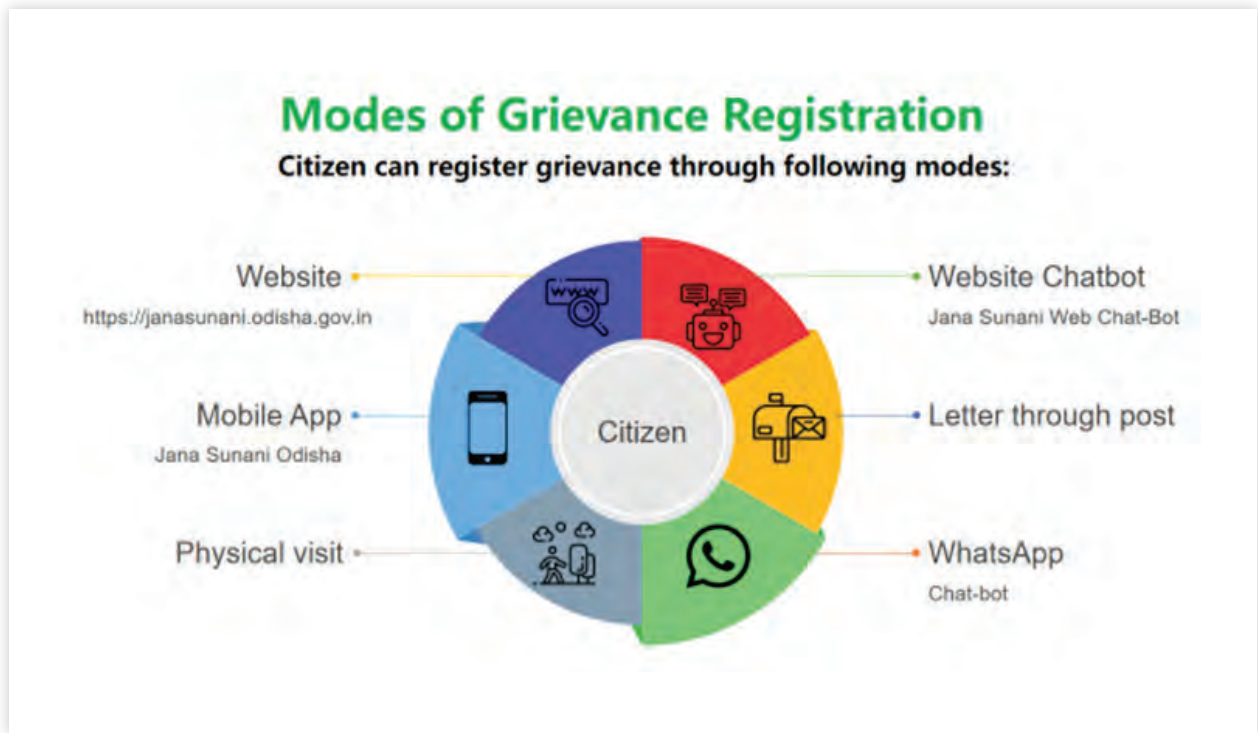 Modes of Grievance Registration
Citizen can register grievance through following modes:
Website
https://janasunani.odisha.gov.in
Mobile App
Jana Sunani Odisha
Physical visit
www
Citizen
Website Chatbot
Jana Sunani Web Chat-Bot
Letter through post
WhatsApp
Chat-bot